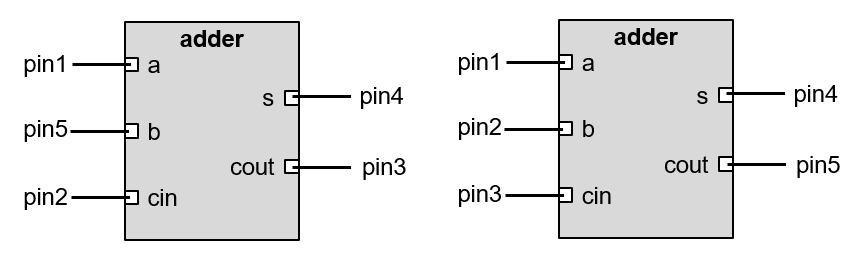 adder
pin1 a
s pin4
pin5 b
cout pin3
pin2 cin
adder
pin1 a
s pin4
pin2 b
cout pin5
pin3 cin